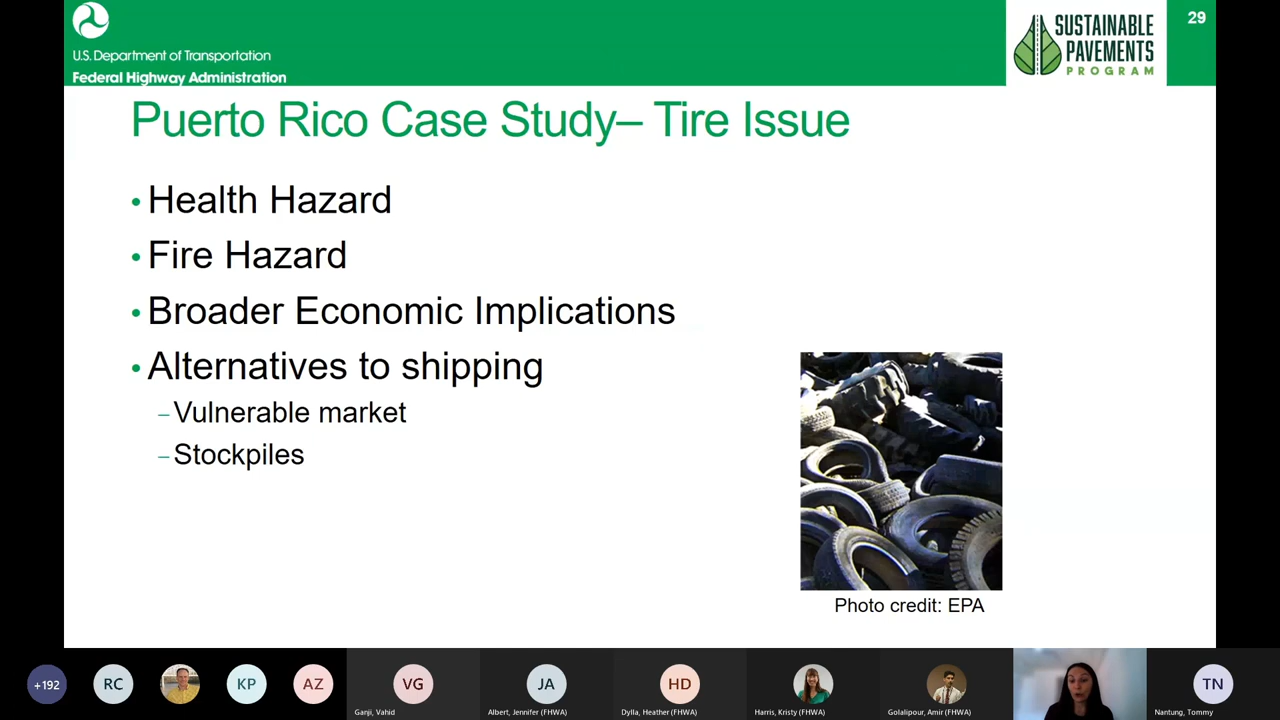 29
U.S. Department of Transportation
Federal Highway Administration
SUSTAINABLE
PAVEMENTS
PROGRAM
Puerto Rico Case Study– Tire Issue
• Health Hazard
• Fire Hazard
• Broader Economic Implications
• Alternatives to shipping
–Vulnerable market
–Stockpiles
Photo credit: EPA
+192
RC
KP
AZ
VG
JA
HD
TN
Ganji, Vahid
Albert, Jennifer (FHWA)
Dylla, Heather (FHWA)
Harris, Kristy (FHWA)
Golalipour, Amir (FHWA)
Nantung, Tommy